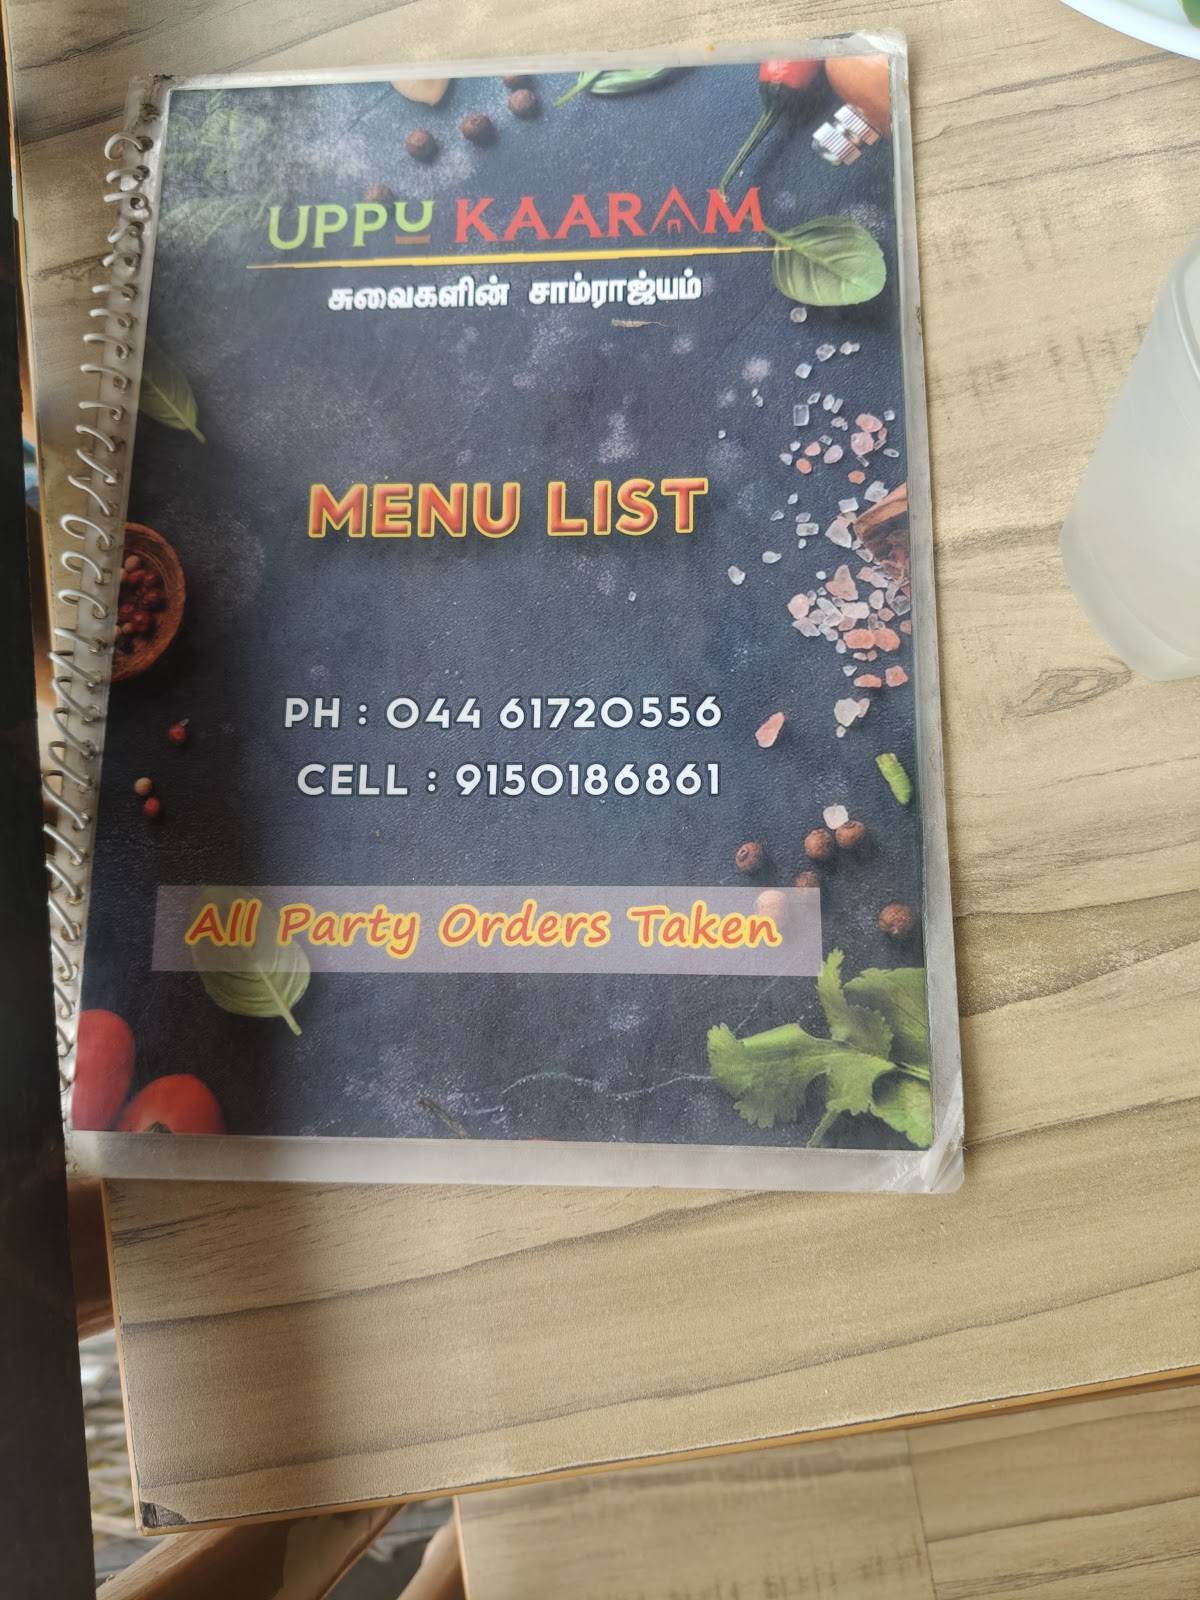 UPPU KAARAM
சுவைகளின் சாம்ராஜ்யம்
MENU LIST
PH : 044 61720556
CELL : 9150186861
All Party Orders Taken